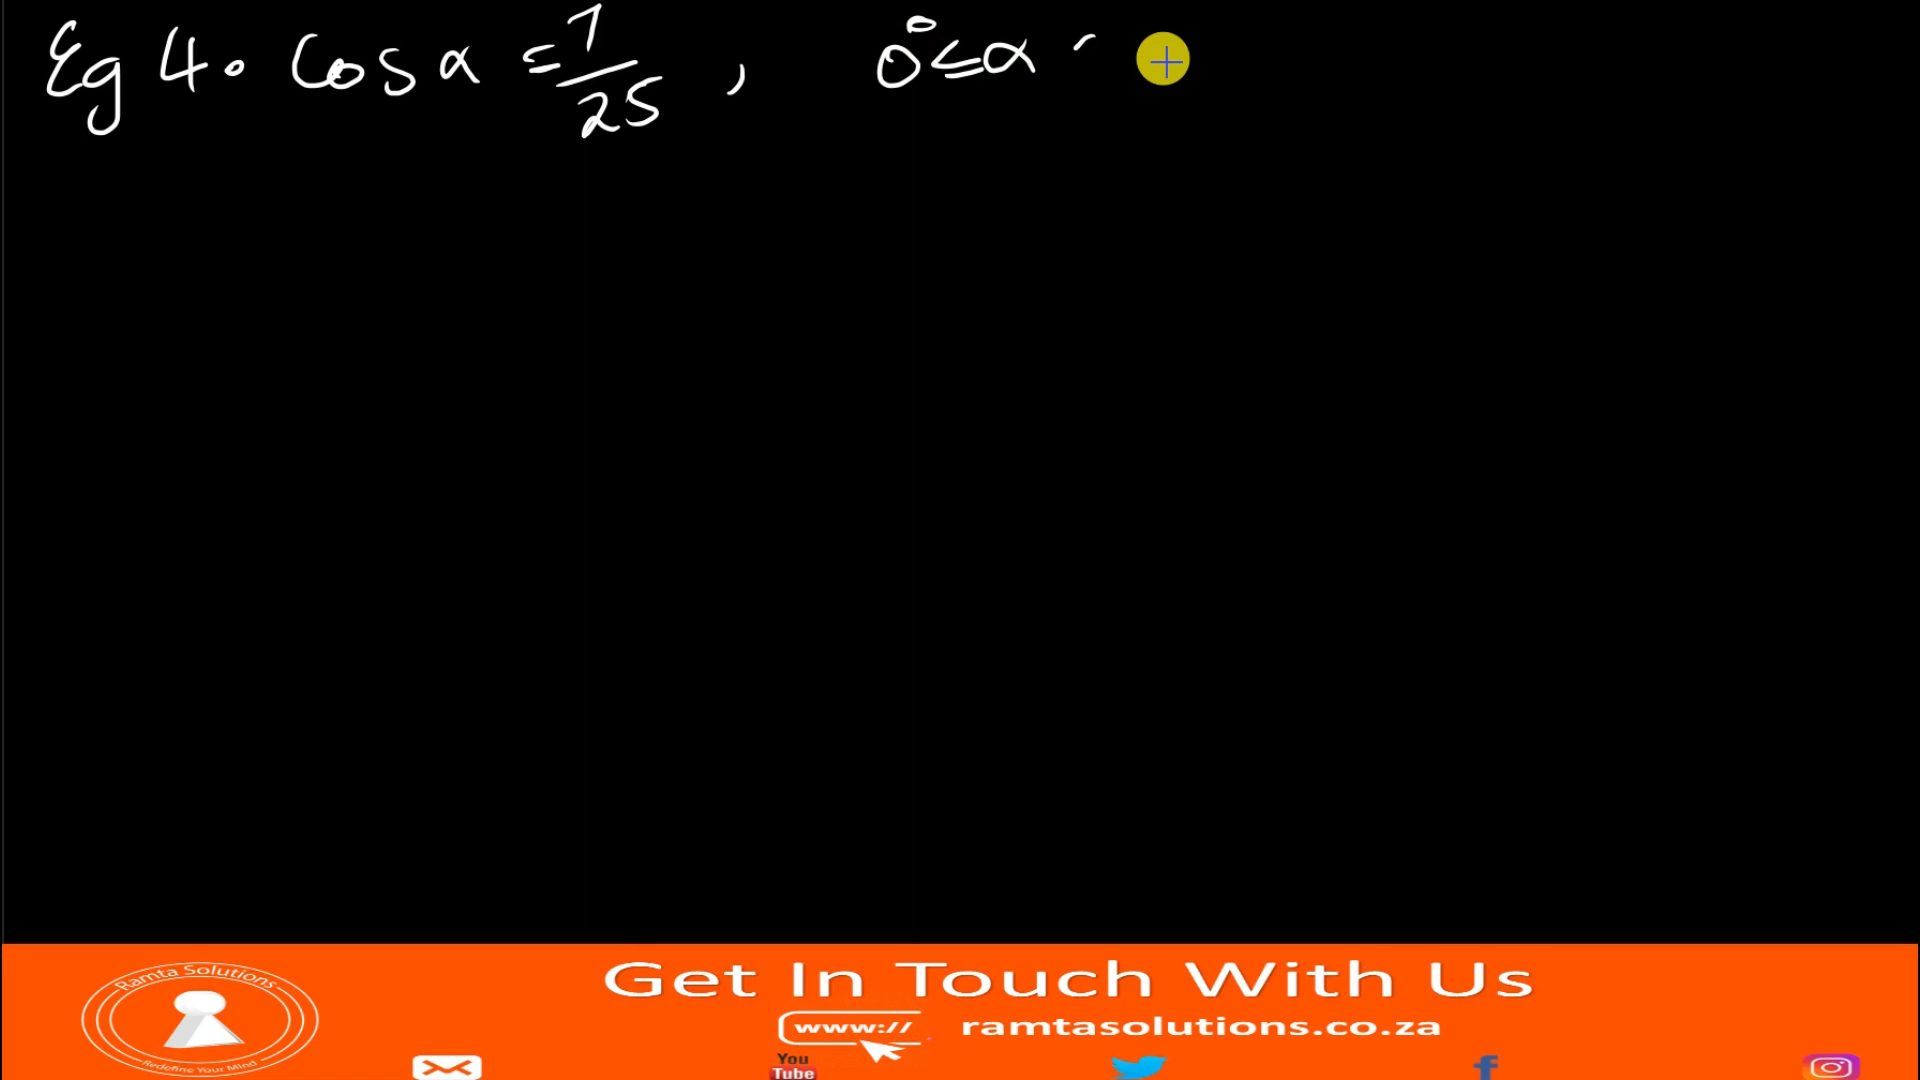 Eg 4. Cos α = 7/25 , 0° ≤ α
Get In Touch With Us
www:// ramtasolutions.co.za
Ramta Solutions
Redefine Your Mind
You
Tube